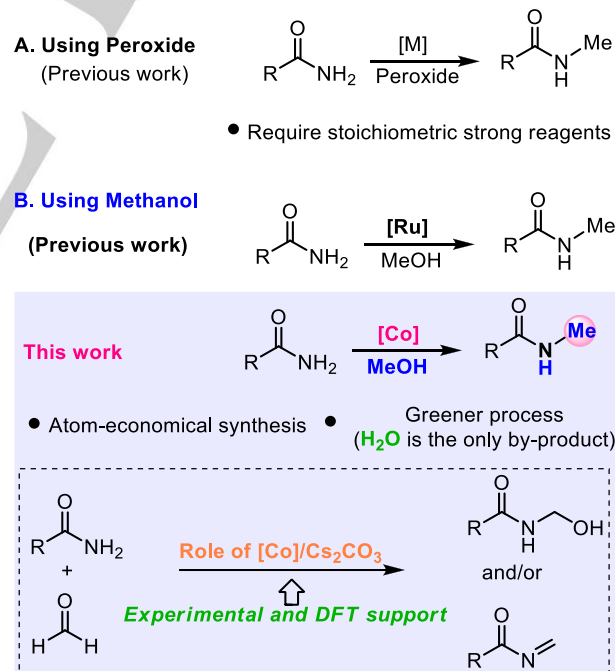 A. Using Peroxide
(Previous work)
O
R NH2
[M]
Peroxide
O
R N Me
H
● Require stoichiometric strong reagents
B. Using Methanol
(Previous work)
O
R NH2
[Ru]
MeOH
O
R N Me
H
This work
O
R NH2
[Co]
MeOH
O
R N Me
H
● Atom-economical synthesis
● Greener process
(H2O is the only by-product)
O
R NH2
+
O
H H
Role of [Co]/Cs2CO3
Experimental and DFT support
O
R N OH
H
and/or
O
R N